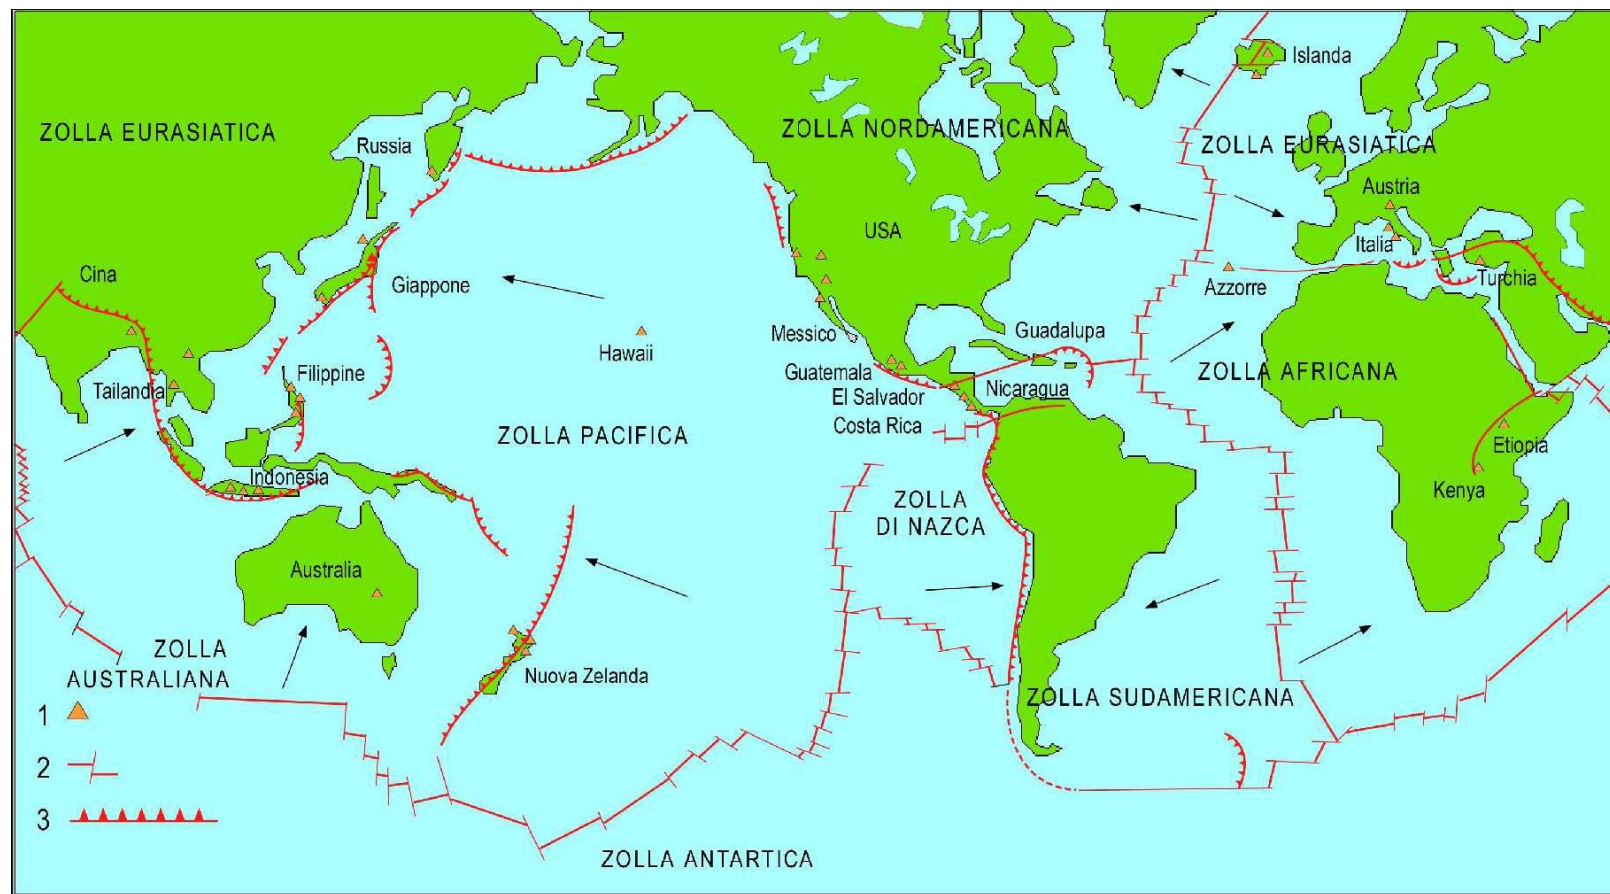 Islanda
ZOLLA EURASIATICA
Russia
ZOLLA NORDAMERICANA
ZOLLA EURASIATICA
Austria
USA
Italia
Cina
Giappone
Azzorre
Turchia
Hawaii
Messico
Guadalupa
Tailandia
Filippine
Guatemala
El Salvador
Nicaragua
ZOLLA AFRICANA
Costa Rica
ZOLLA PACIFICA
Etiopia
Indonesia
Kenya
ZOLLA
DI NAZCA
Australia
ZOLLA
AUSTRALIANA
Nuova Zelanda
ZOLLA SUDAMERICANA
1
2
3
ZOLLA ANTARTICA